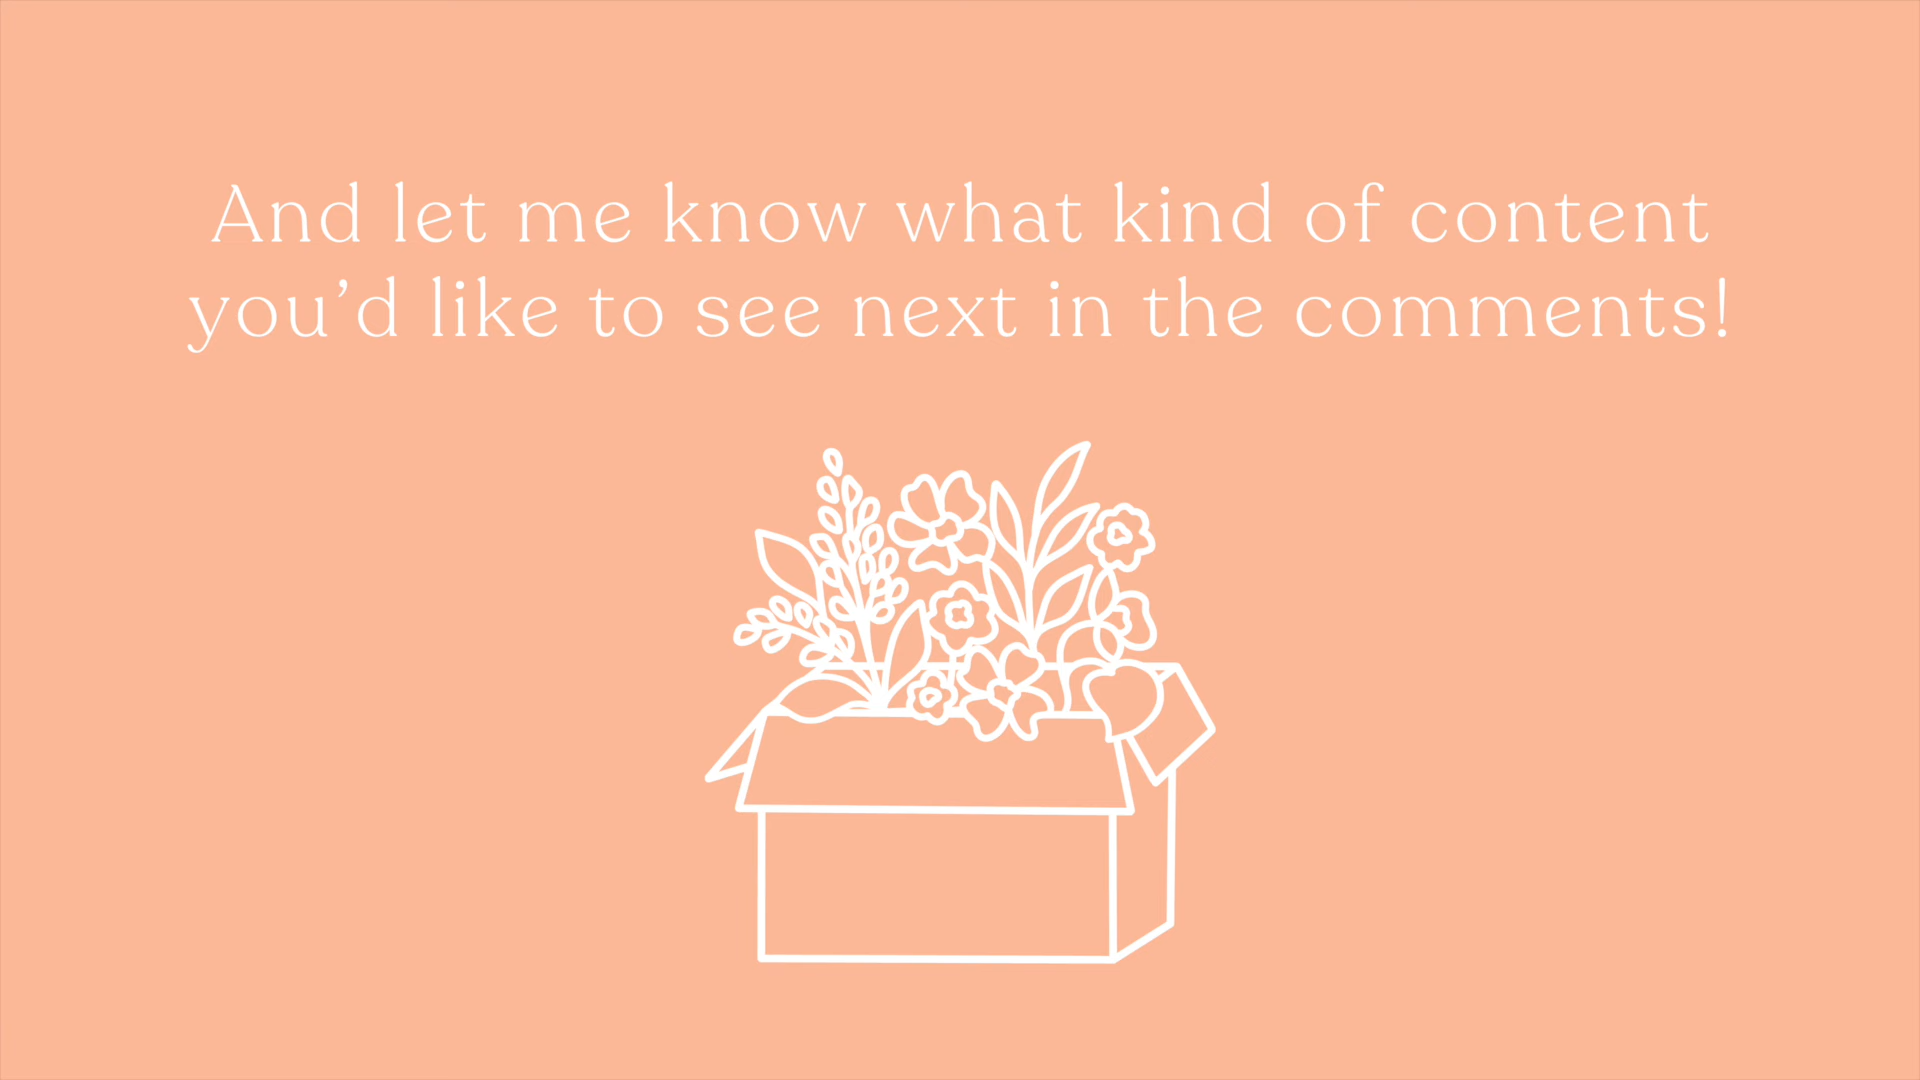 And let me know what kind of content
you’d like to see next in the comments!